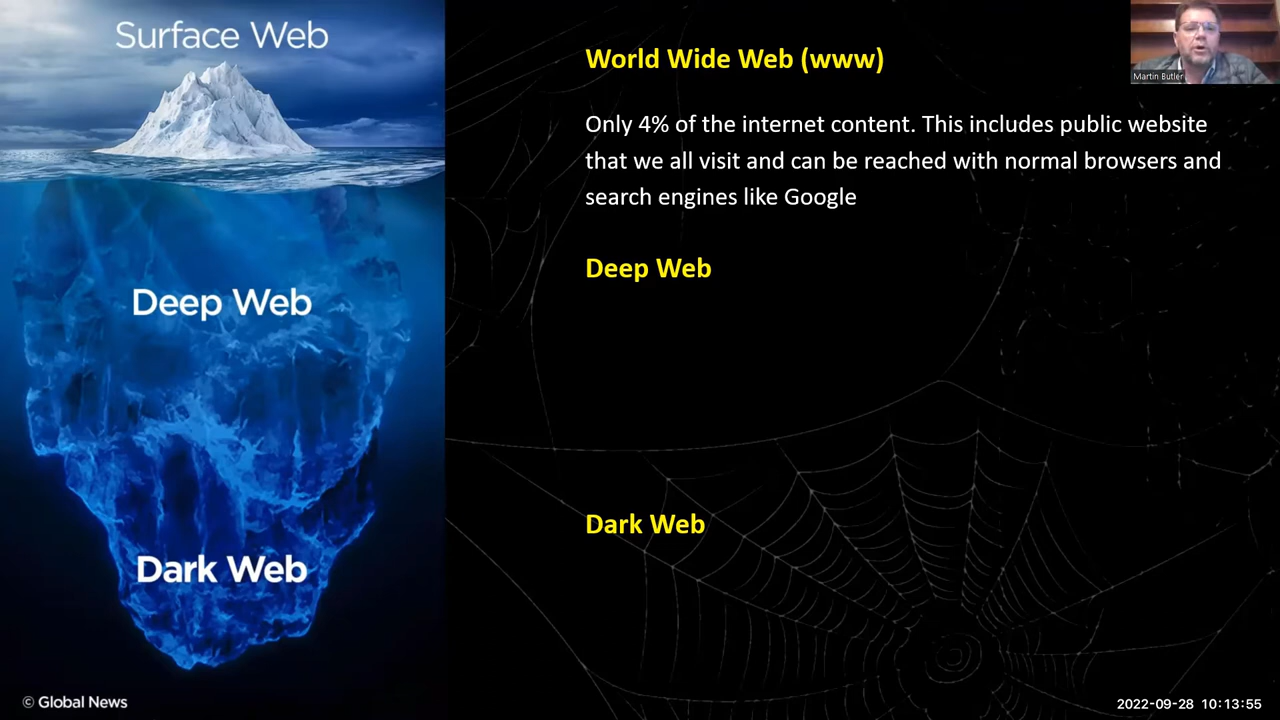 Surface Web
World Wide Web (www)
Martin Butler
Only 4% of the internet content. This includes public website
that we all visit and can be reached with normal browsers and
search engines like Google
Deep Web
Deep Web
Dark Web
Dark Web
© Global News
2022-09-28 10:13:55